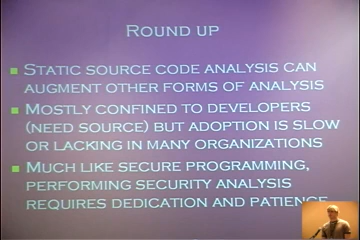 Round up
Static source code analysis can
augment other forms of analysis
Mostly confined to developers
(need source) but adoption is slow
or lacking in many organizations
Much like secure programming,
performing security analysis
requires dedication and patience